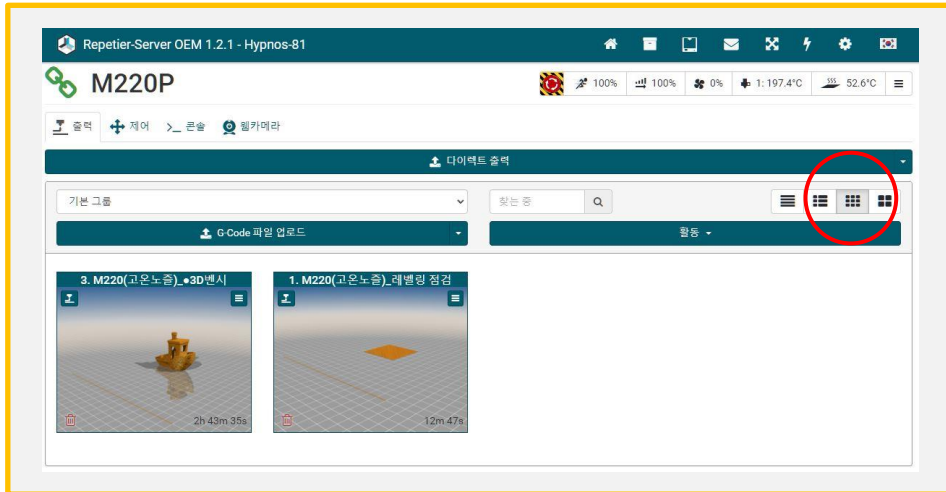 Repetier-Server OEM 1.2.1 - Hypnos-81
M220P
100% 100% 0% 1: 197.4°C 52.6°C
출력 제어 >_ 콘솔 웹카메라
다이렉트 출력
기본 그룹 찾는 중
G-Code 파일 업로드 활동
3. M220(고온노즐)_●3D벤시 1. M220(고온노즐)_레벨링 점검
2h 43m 35s 12m 47s